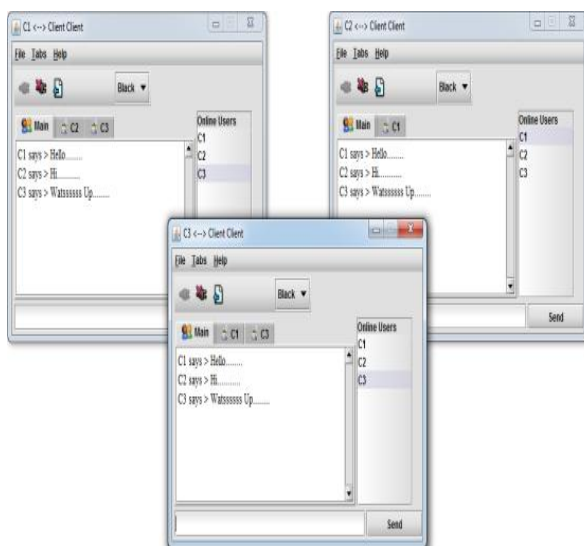 C1 <--> Client Client
File Tabs Help
Black
Main C2 C3
Online Users
C1
C2
C3
C1 says > Hello........
C2 says > Hi...........
C3 says > Watssssss Up........
C2 <--> Client Client
File Tabs Help
Black
Main C1
Online Users
C1
C2
C3
C1 says > Hello........
C2 says > Hi...........
C3 says > Watssssss Up........
Send
C3 <--> Client Client
File Tabs Help
Black
Main C1 C3
Online Users
C1
C2
C3
C1 says > Hello........
C2 says > Hi...........
C3 says > Watssssss Up........
Send